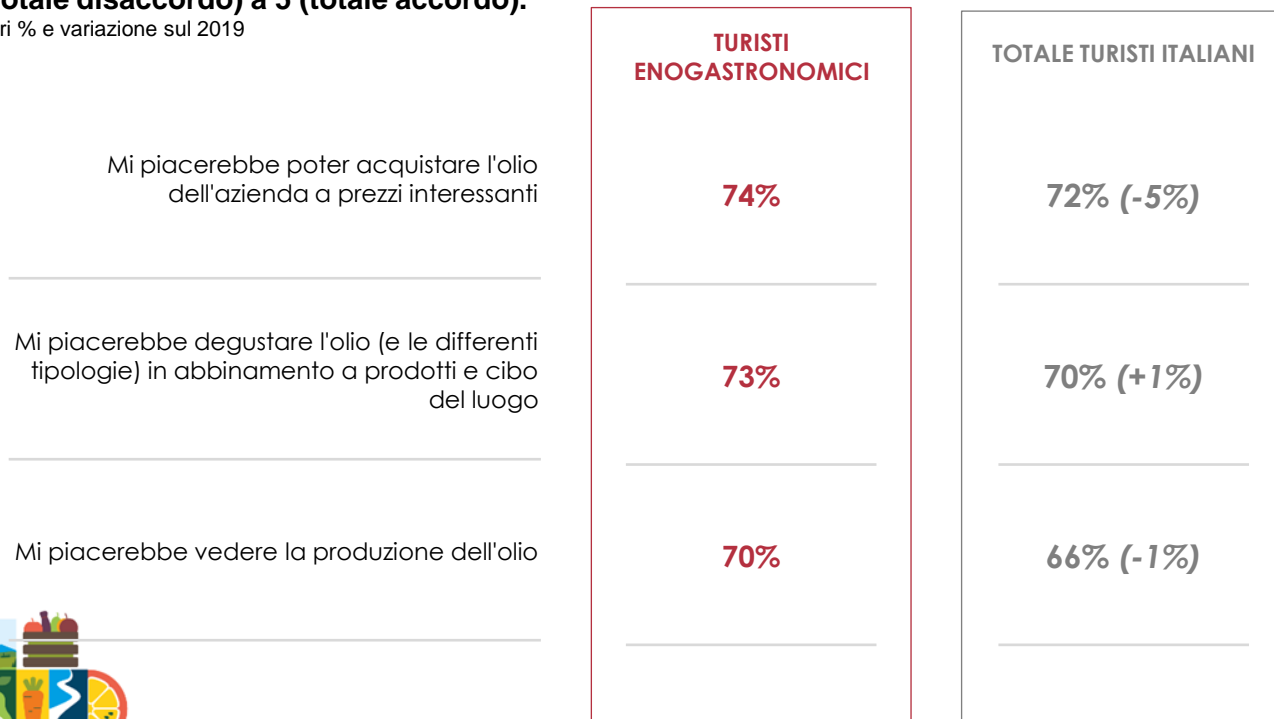 totale disaccordo) a 5 (totale accordo).
ri % e variazione sul 2019
TURISTI
ENOGASTRONOMICI
TOTALE TURISTI ITALIANI
Mi piacerebbe poter acquistare l'olio
dell'azienda a prezzi interessanti
74%
72% (-5%)
Mi piacerebbe degustare l'olio (e le differenti
tipologie) in abbinamento a prodotti e cibo
del luogo
73%
70% (+1%)
Mi piacerebbe vedere la produzione dell'olio
70%
66% (-1%)